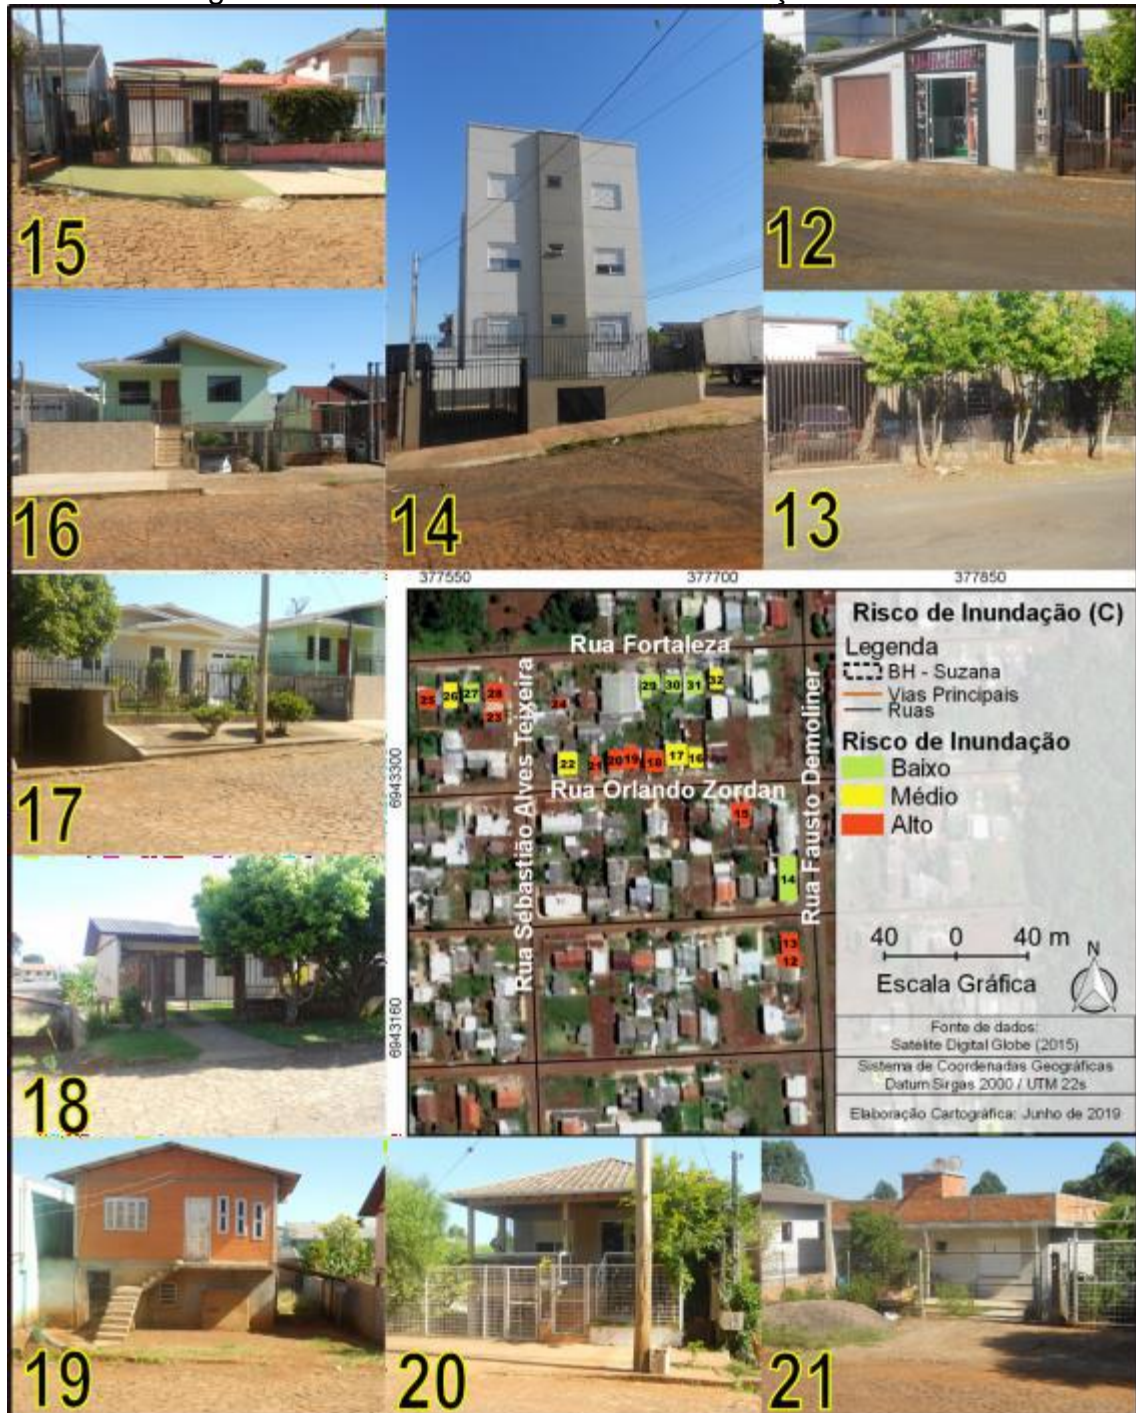 15
12
16
14
13
377550 377700 377850
Risco de Inundação (C)
Legenda
BH - Suzana
Vias Principais
Ruas
Risco de Inundação
Baixo
Médio
Alto
40 0 40 m
N
Escala Gráfica
Fonte de dados:
Satelite Digital Globe (2015)
Sistema de Coordenadas Geográficas
Datum Sirgas 2000 / UTM 22s
Elaboração Cartográfica: Junho de 2019
6943300
6943160
Rua Fortaleza
Rua Sebastião Alves Teixeira
Rua Orlando Zordan
Rua Fausto Demoliner
25 26 27 28
23
24
29 30 31 32
22 21 20 19 18 17 16
15
14
13
12
17
18
19
20
21